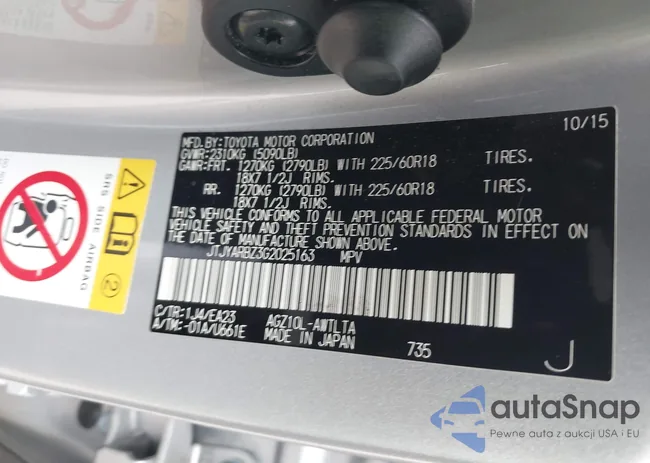 10/15
MFD.BY:TOYOTA MOTOR CORPORATION
GVWR:2310KG (5090LB)
GAWR:FRT. 1270KG (2790LB) WITH 225/60R18 TIRES.
18X7 1/2J RIMS.
RR. 1270KG (2790LB) WITH 225/60R18 TIRES.
18X7 1/2J RIMS.
THIS VEHICLE CONFORMS TO ALL APPLICABLE FEDERAL MOTOR
VEHICLE SAFETY AND THEFT PREVENTION STANDARDS IN EFFECT ON
THE DATE OF MANUFACTURE SHOWN ABOVE.
JTJYARBZ3G2025163 MPV
C/TR:1J4/EA23 AGZ10L-AWTLTA
A/TM:-01A/U661E MADE IN JAPAN 735
J
SRS SIDE AIRBAG
2
autaSnap
Pewne auta z aukcji USA i EU